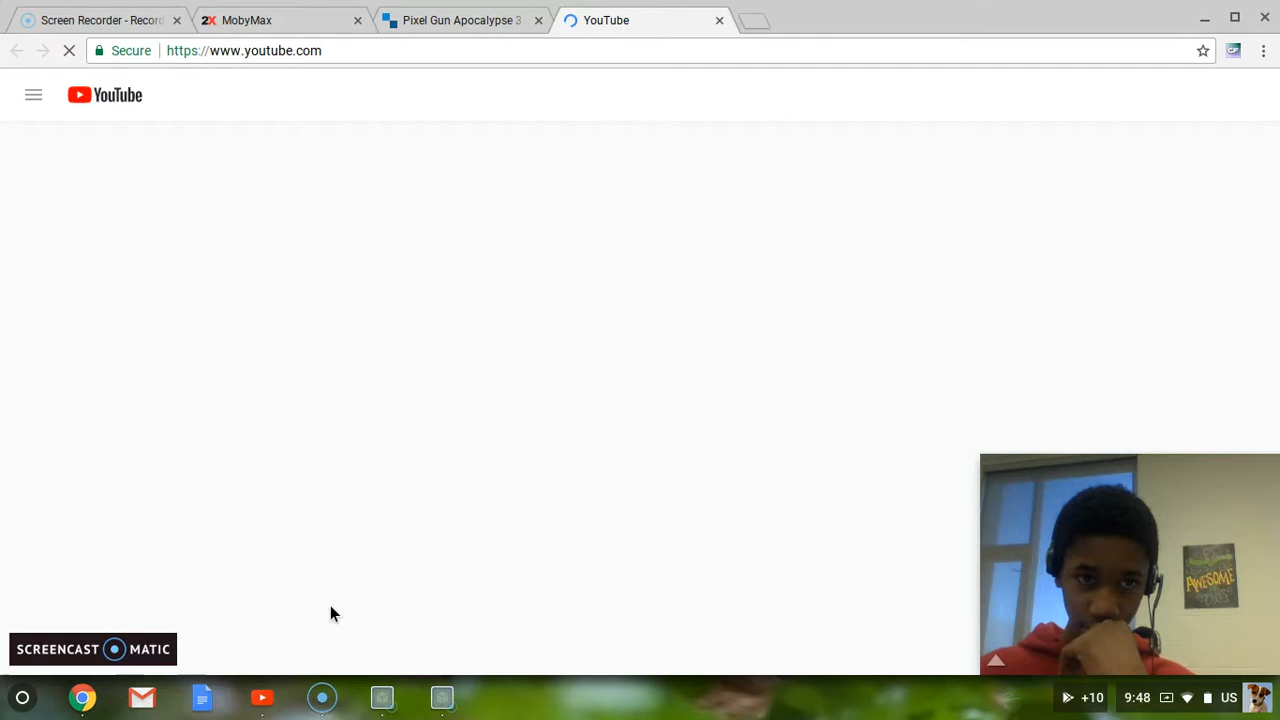 Screen Recorder - Record
2X MobyMax
Pixel Gun Apocalypse 3
YouTube
Secure https://www.youtube.com
YouTube
AWESOME
SCREENCAST MATIC
+10
9:48
US